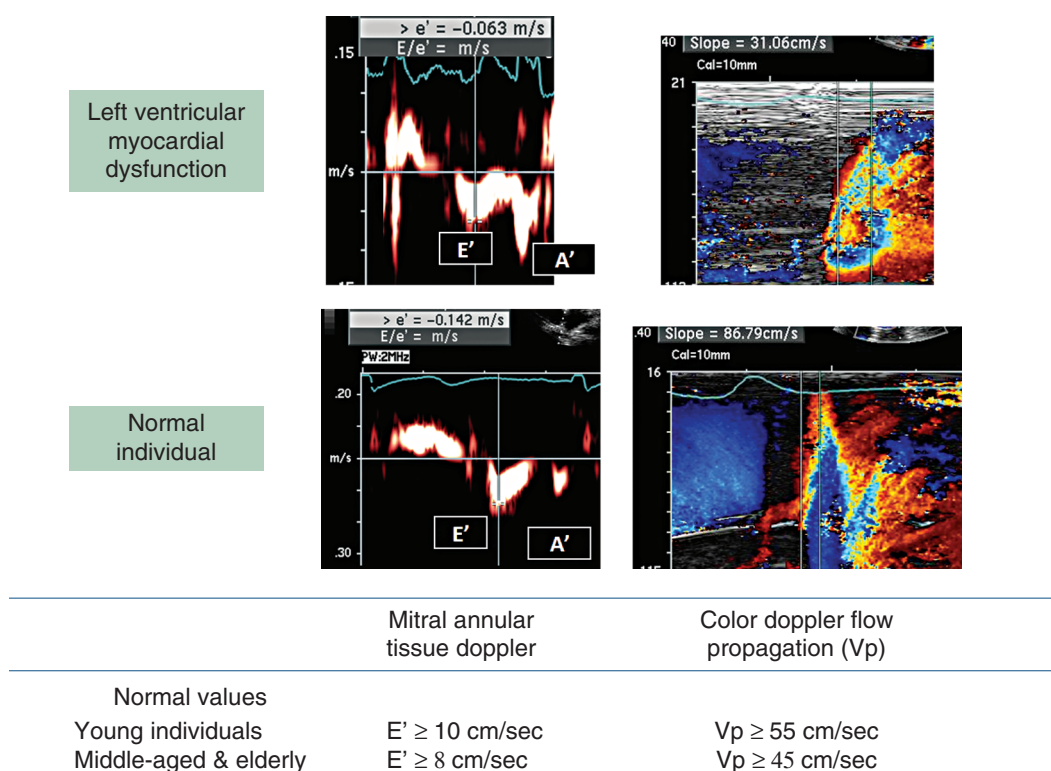 > e' = −0.063 m/s
E/e' = m/s
.15
m/s
E'
A'
40 Slope = 31.06cm/s
Cal=10mm
21
Left ventricular
myocardial
dysfunction
> e' = −0.142 m/s
E/e' = m/s
PW:2MHz
.20
m/s
.30
E'
A'
.40 Slope = 86.79cm/s
Cal=10mm
16
115
Normal
individual
Mitral annular
tissue doppler
Color doppler flow
propagation (Vp)
Normal values
Young individuals E' ≥ 10 cm/sec Vp ≥ 55 cm/sec
Middle-aged & elderly E' ≥ 8 cm/sec Vp ≥ 45 cm/sec